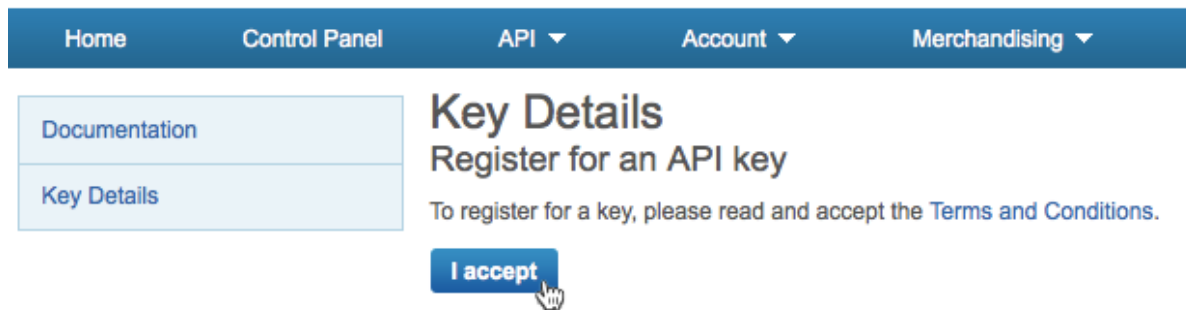 Home Control Panel API Account Merchandising
Documentation
Key Details
Key Details
Register for an API key
To register for a key, please read and accept the Terms and Conditions.
I accept